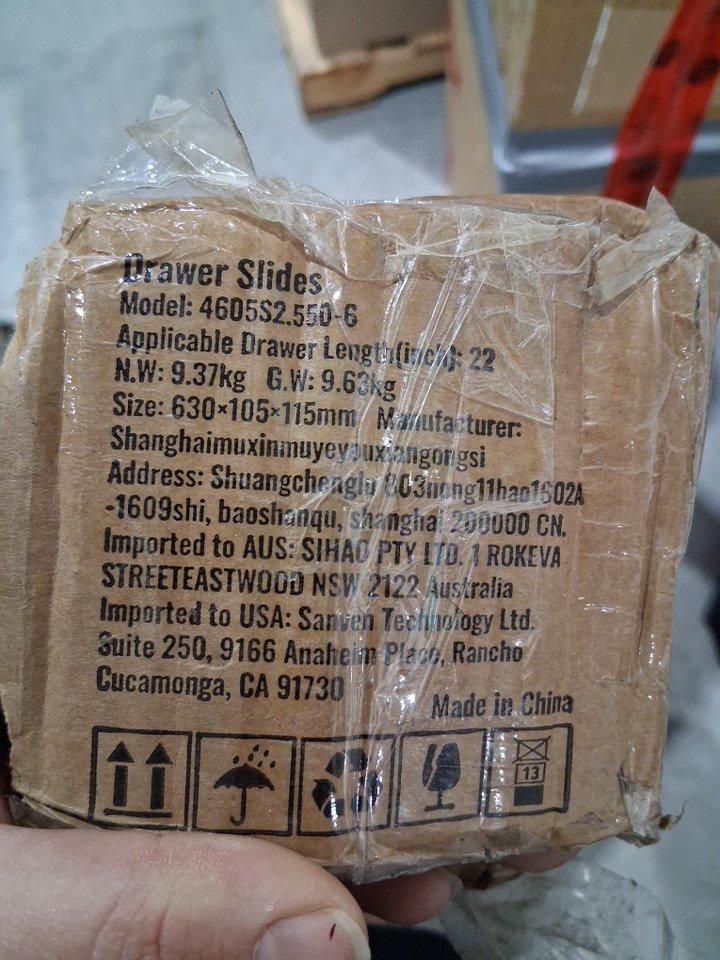 Drawer Slides
Model: 4605S2.550-6
Applicable Drawer Length(inch): 22
N.W: 9.37kg G.W: 9.63kg
Size: 630×105×115mm Manufacturer:
Shanghaimuxinmuyeyouxiangongsi
Address: Shuangchenglu 803nong11hao1602A
-1609shi, baoshanqu, shanghai 200000 CN.
Imported to AUS: SIHAO PTY LTD. 1 ROKEVA
STREETEASTWOOD NSW 2122 Australia
Imported to USA: Sanven Technology Ltd.
Suite 250, 9166 Anaheim Place, Rancho
Cucamonga, CA 91730
Made in China
13